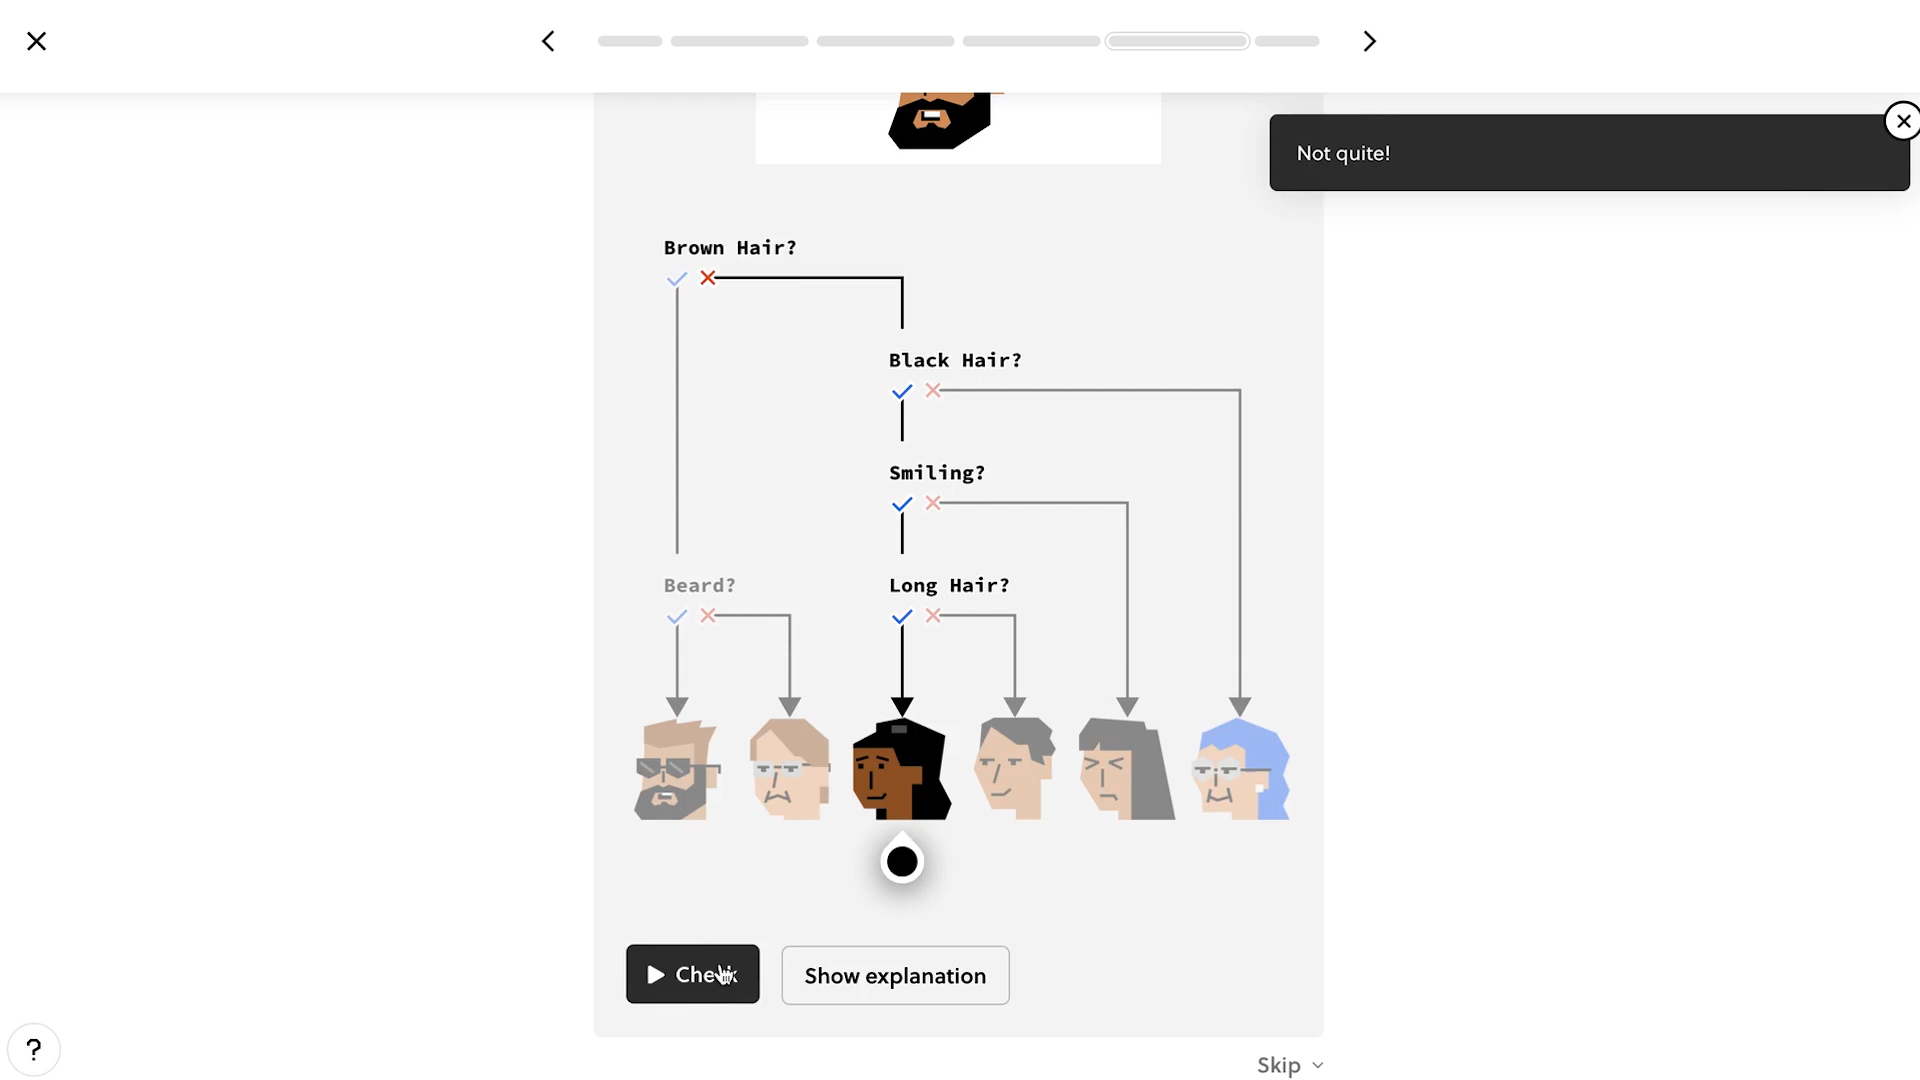 Not quite!
Brown Hair?
Black Hair?
Smiling?
Beard?
Long Hair?
Check
Show explanation
?
Skip